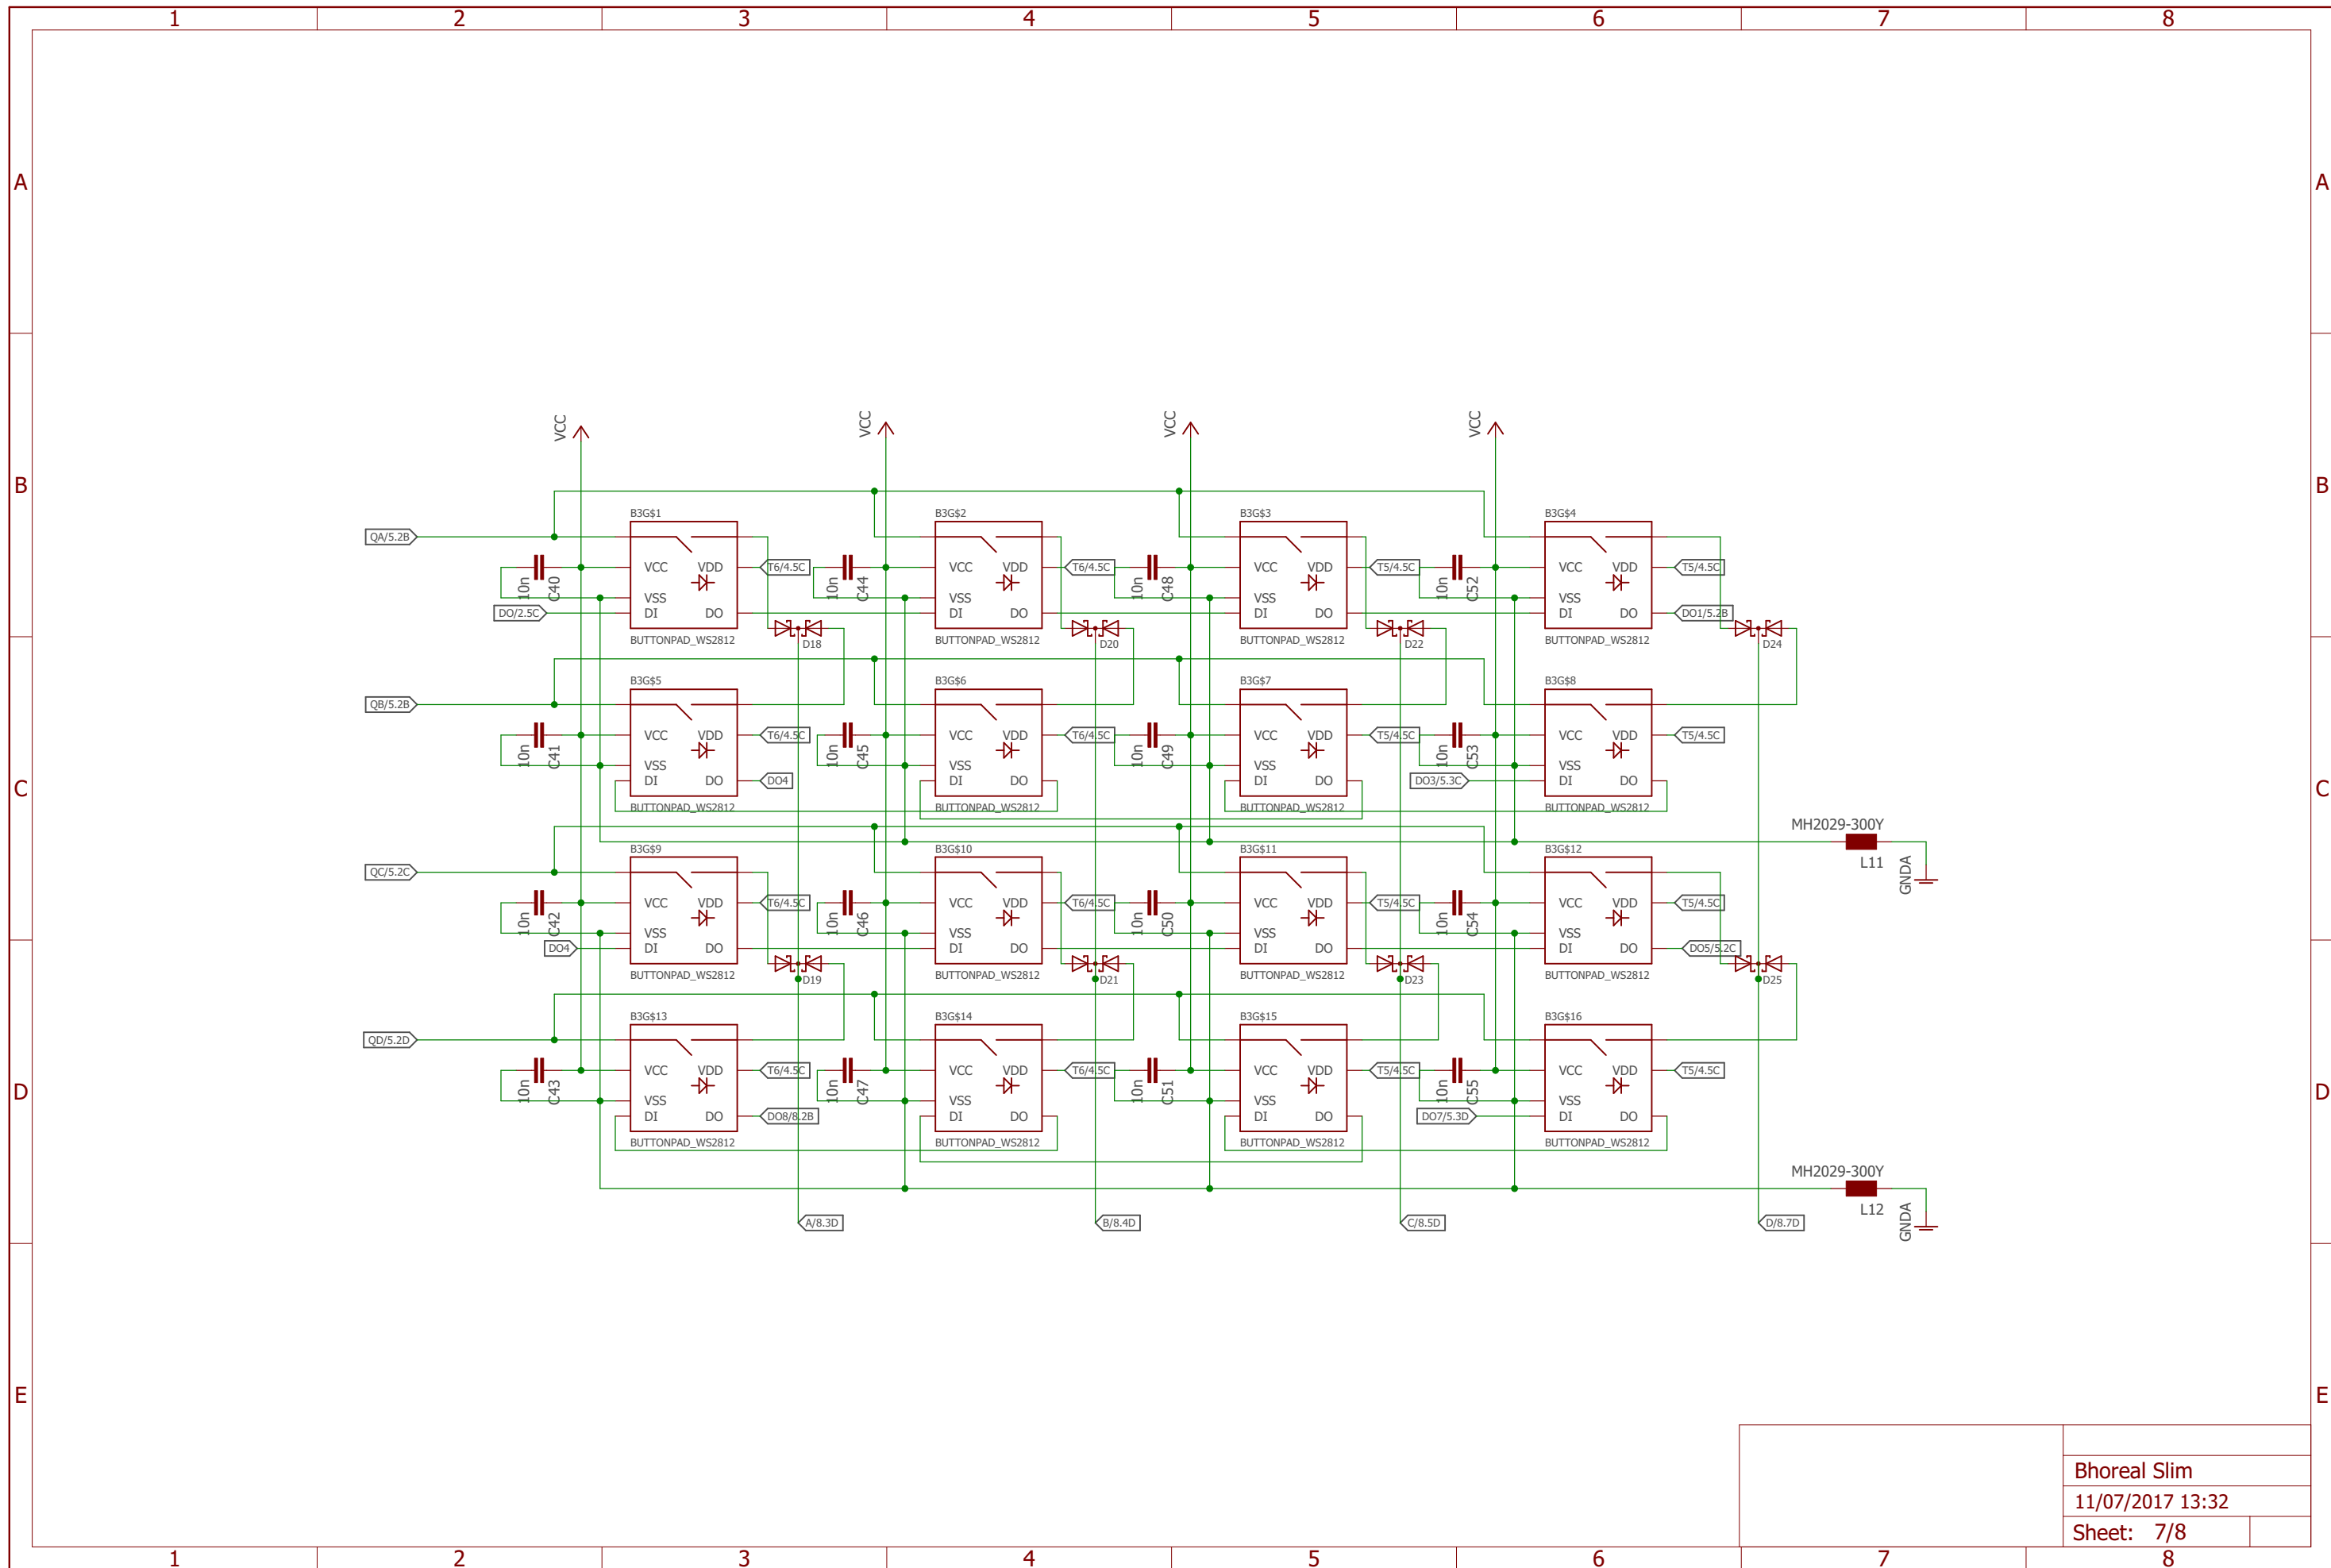 1 2 3 4 5 6 7 8
A A
VCC VCC VCC VCC
B B
B3G$1 B3G$2 B3G$3 B3G$4
QA/5.2B
VCC VDD T6/4.5C VCC VDD T6/4.5C VCC VDD T5/4.5C VCC VDD T5/4.5C
10n C40 10n C44 10n C48 10n C52
VSS VSS VSS VSS
DO/2.5C DI DO DI DO DI DO DI DO DO1/5.2B
BUTTONPAD_WS2812 BUTTONPAD_WS2812 BUTTONPAD_WS2812 BUTTONPAD_WS2812
D18 D20 D22 D24
B3G$5 B3G$6 B3G$7 B3G$8
QB/5.2B
VCC VDD T6/4.5C VCC VDD T6/4.5C VCC VDD T5/4.5C VCC VDD T5/4.5C
10n C41 10n C45 10n C49 10n C53
VSS VSS VSS VSS
C DI DO DO4 DI DO DI DO DO3/5.3C DI DO C
BUTTONPAD_WS2812 BUTTONPAD_WS2812 BUTTONPAD_WS2812 BUTTONPAD_WS2812
MH2029-300Y
L11
GNDA
B3G$9 B3G$10 B3G$11 B3G$12
QC/5.2C
VCC VDD T6/4.5C VCC VDD T6/4.5C VCC VDD T5/4.5C VCC VDD T5/4.5C
10n C42 10n C46 10n C50 10n C54
VSS VSS VSS VSS
DO4 DI DO DI DO DI DO DI DO DO5/5.2C
BUTTONPAD_WS2812 BUTTONPAD_WS2812 BUTTONPAD_WS2812 BUTTONPAD_WS2812
D19 D21 D23 D25
B3G$13 B3G$14 B3G$15 B3G$16
QD/5.2D
VCC VDD T6/4.5C VCC VDD T6/4.5C VCC VDD T5/4.5C VCC VDD T5/4.5C
10n C43 10n C47 10n C51 10n C55
D D
VSS VSS VSS VSS
DI DO DO8/8.2B DI DO DI DO DO7/5.3D DI DO
BUTTONPAD_WS2812 BUTTONPAD_WS2812 BUTTONPAD_WS2812 BUTTONPAD_WS2812
MH2029-300Y
L12
GNDA
A/8.3D B/8.4D C/8.5D D/8.7D
E E
Bhoreal Slim
11/07/2017 13:32
Sheet: 7/8
1 2 3 4 5 6 7 8